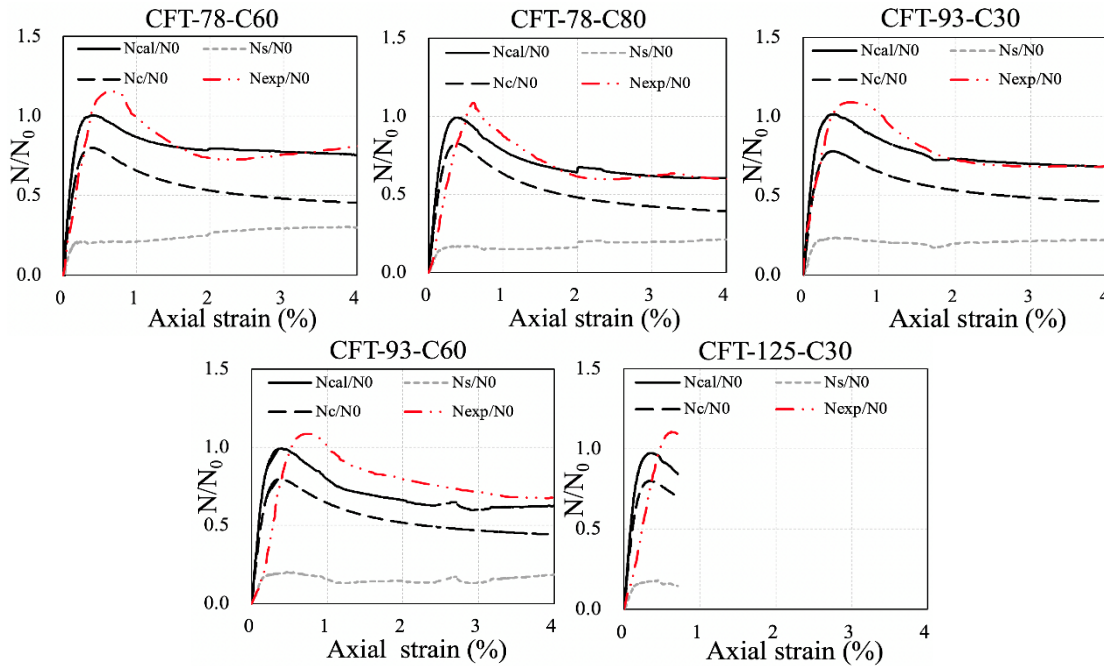 CFT-78-C60
1.5
Ncal/N0
Ns/N0
Nc/N0
Nexp/N0
1.0
N/N0
0.5
0.0
0 1 2 3 4
Axial strain (%)
CFT-78-C80
1.5
Ncal/N0
Ns/N0
Nc/N0
Nexp/N0
1.0
N/N0
0.5
0.0
0 1 2 3 4
Axial strain (%)
CFT-93-C30
1.5
Ncal/N0
Ns/N0
Nc/N0
Nexp/N0
1.0
N/N0
0.5
0.0
0 1 2 3 4
Axial strain (%)
CFT-93-C60
1.5
Ncal/N0
Ns/N0
Nc/N0
Nexp/N0
1.0
N/N0
0.5
0.0
0 1 2 3 4
Axial strain (%)
CFT-125-C30
1.5
Ncal/N0
Ns/N0
Nc/N0
Nexp/N0
1.0
N/N0
0.5
0.0
0 1 2 3 4
Axial strain (%)